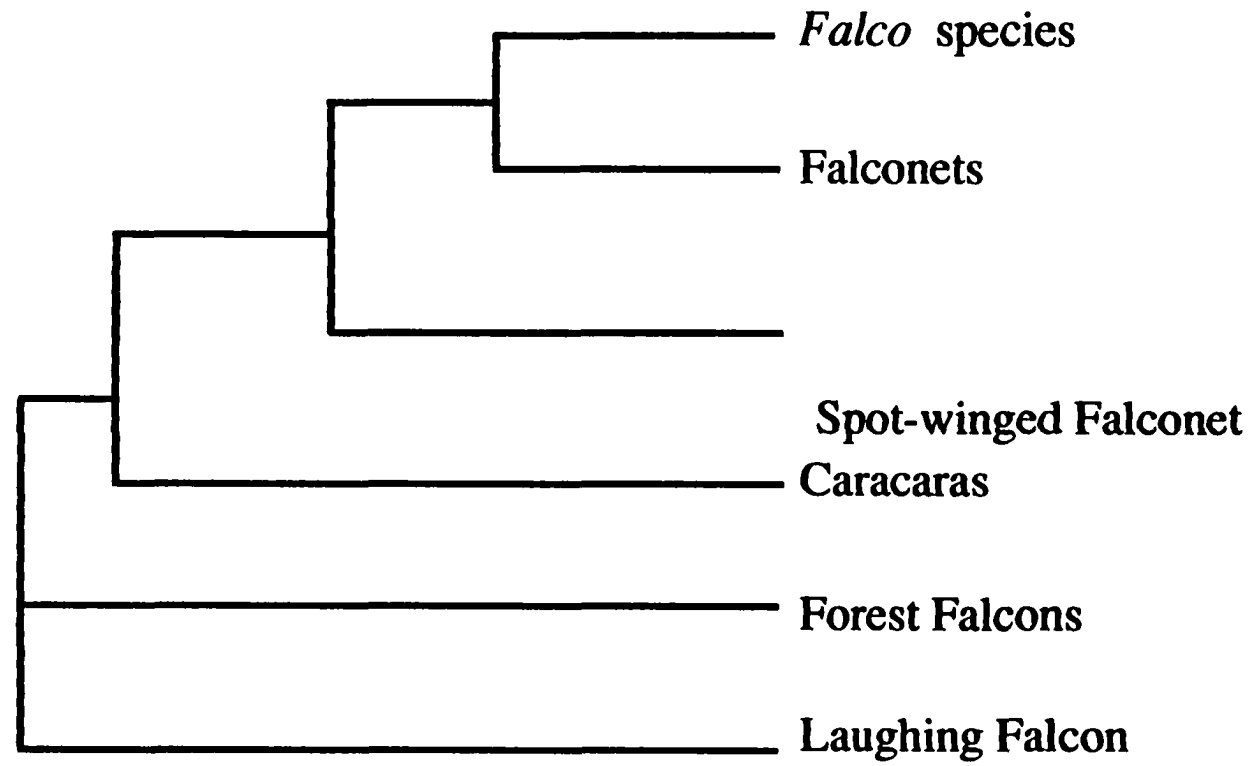 Falco species
Falconets
Spot-winged Falconet
Caracaras
Forest Falcons
Laughing Falcon